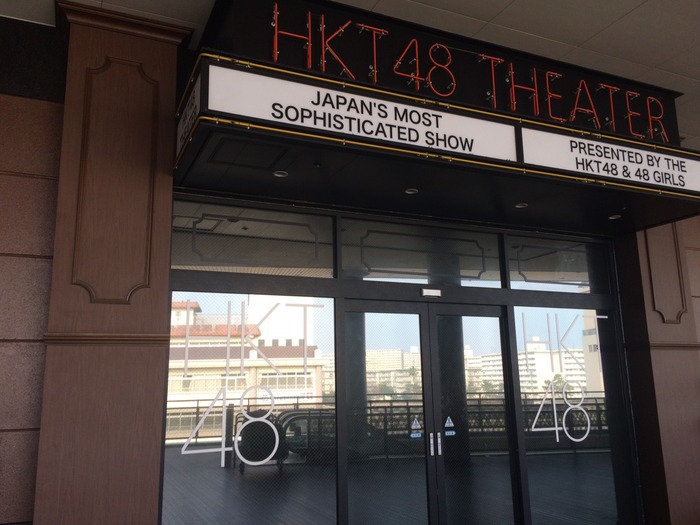 HKT48 THEATER
JAPAN'S MOST
SOPHISTICATED SHOW
PRESENTED BY THE
HKT48 & 48 GIRLS
HKT
48
HKT
48